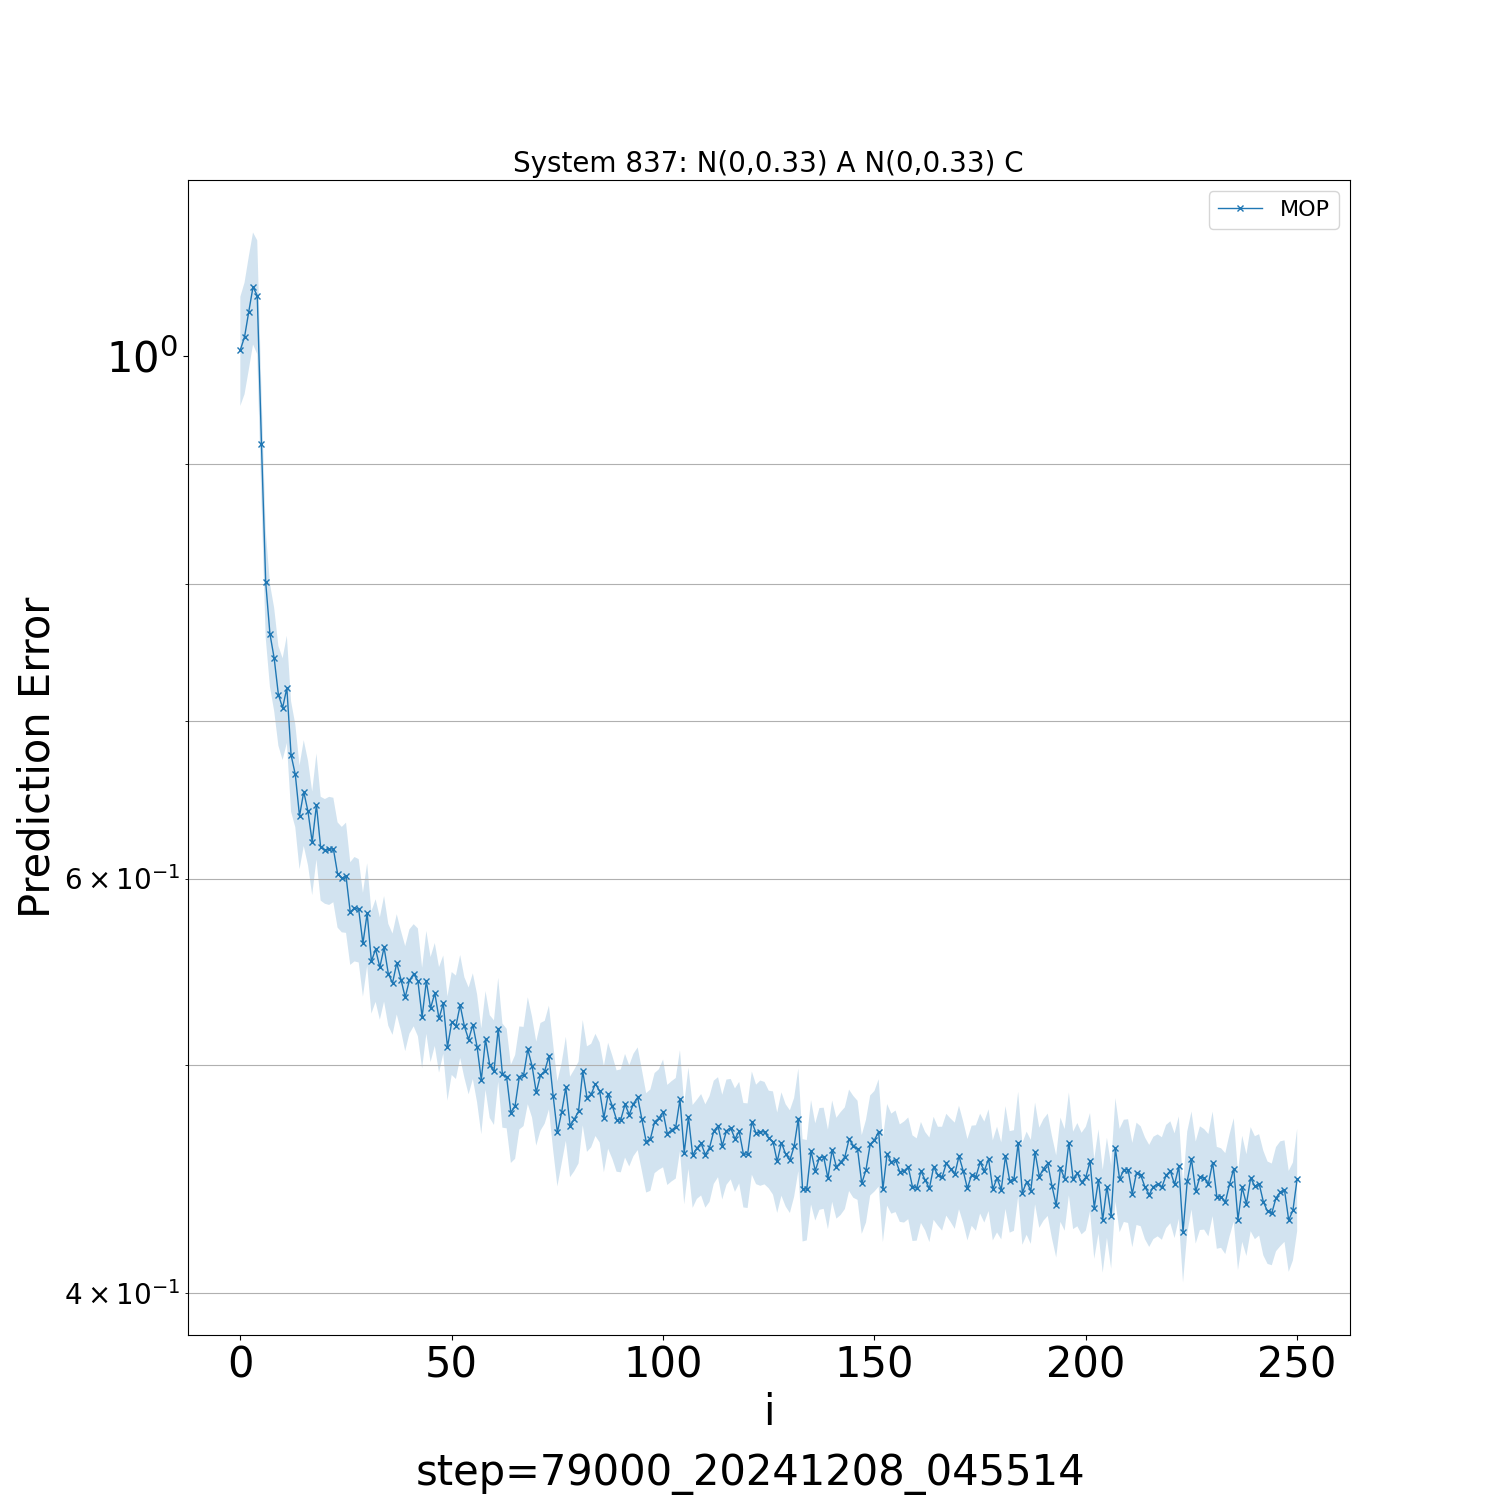 System 837: N(0,0.33) A N(0,0.33) C
MOP
10⁰
6 × 10⁻¹
4 × 10⁻¹
Prediction Error
0 50 100 150 200 250
i
step=79000_20241208_045514